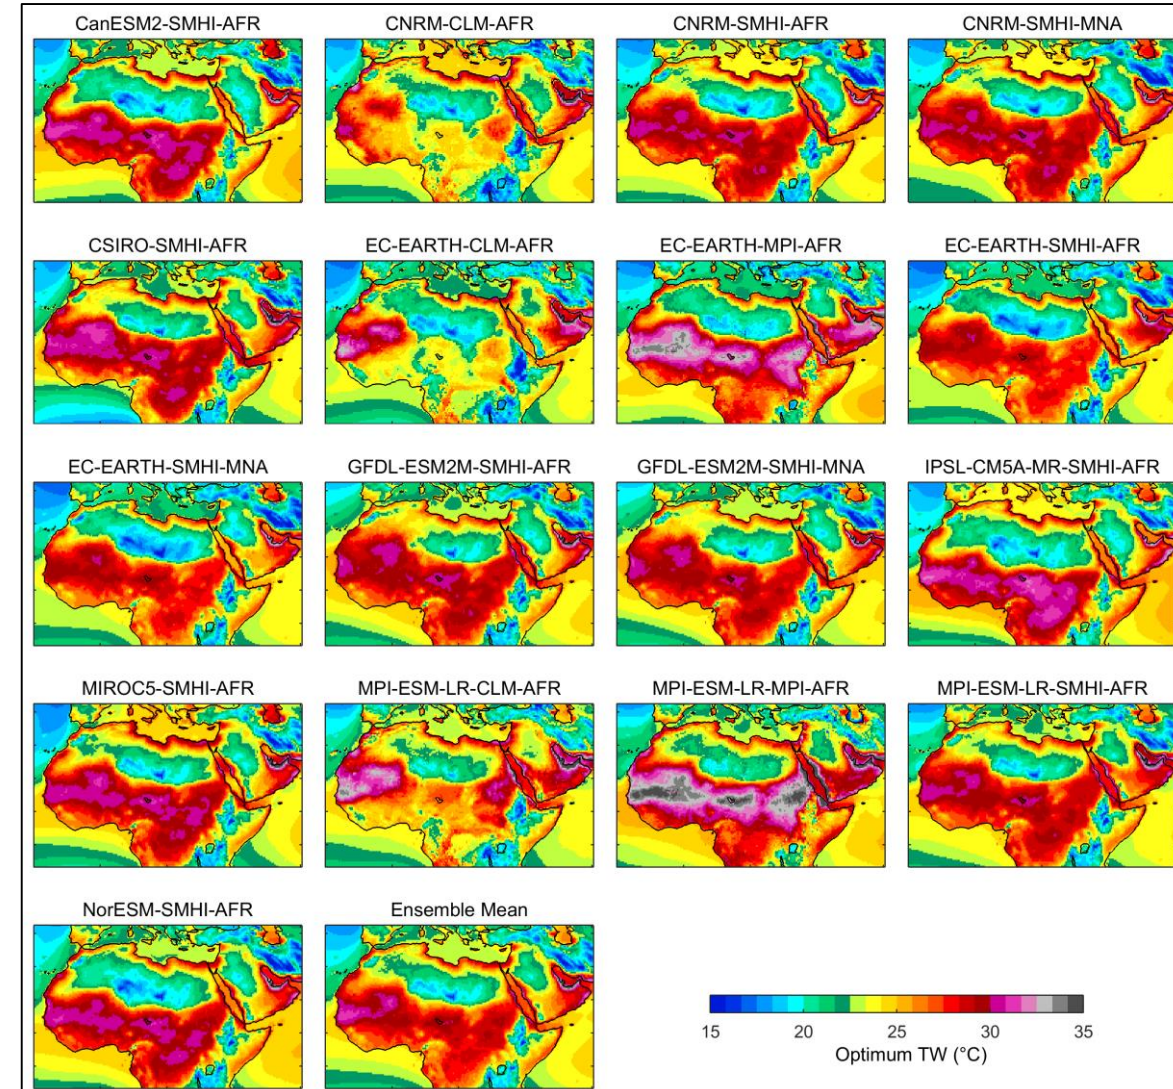 CanESM2-SMHI-AFR
CNRM-CLM-AFR
CNRM-SMHI-AFR
CNRM-SMHI-MNA
CSIRO-SMHI-AFR
EC-EARTH-CLM-AFR
EC-EARTH-MPI-AFR
EC-EARTH-SMHI-AFR
EC-EARTH-SMHI-MNA
GFDL-ESM2M-SMHI-AFR
GFDL-ESM2M-SMHI-MNA
IPSL-CM5A-MR-SMHI-AFR
MIROC5-SMHI-AFR
MPI-ESM-LR-CLM-AFR
MPI-ESM-LR-MPI-AFR
MPI-ESM-LR-SMHI-AFR
NorESM-SMHI-AFR
Ensemble Mean
15 20 25 30 35
Optimum TW (°C)